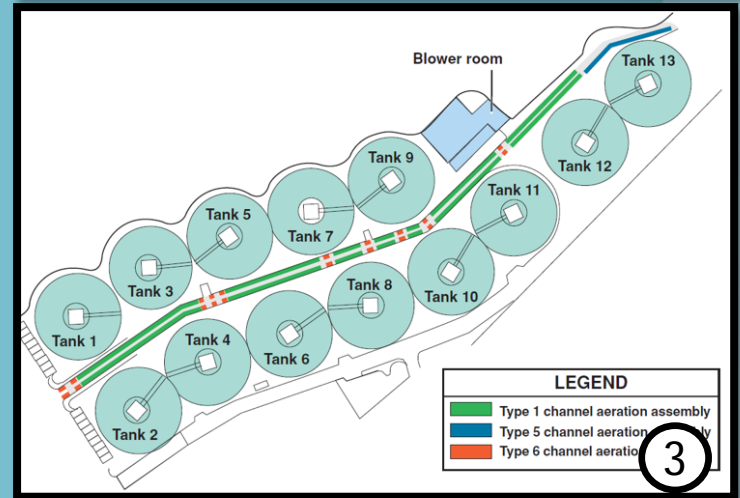 Blower room
Tank 13
Tank 9
Tank 12
Tank 5
Tank 11
Tank 7
Tank 3
Tank 8
Tank 10
Tank 1
Tank 4
Tank 6
Tank 2
LEGEND
Type 1 channel aeration assembly
Type 5 channel aeration
Type 6 channel aeration
3